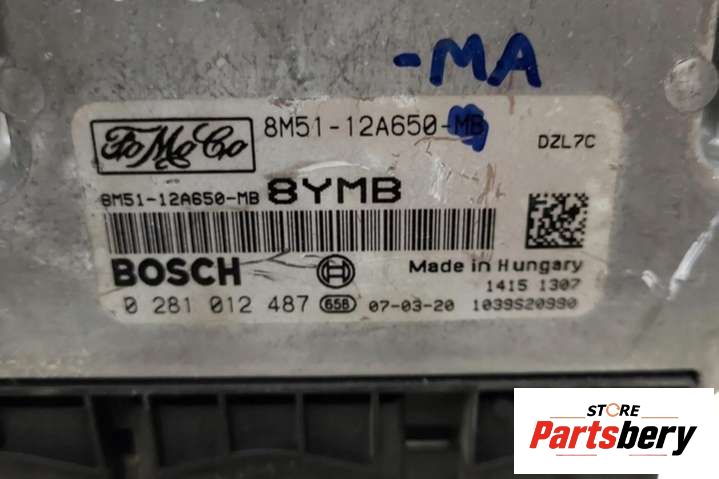 -MA
FoMoCo
8M51-12A650-MB
DZL7C
8M51-12A650-MB 8YMB
BOSCH
Made in Hungary
1415 1307
0 281 012 487 658 07-03-20 1039S20990
STORE
Partsbery